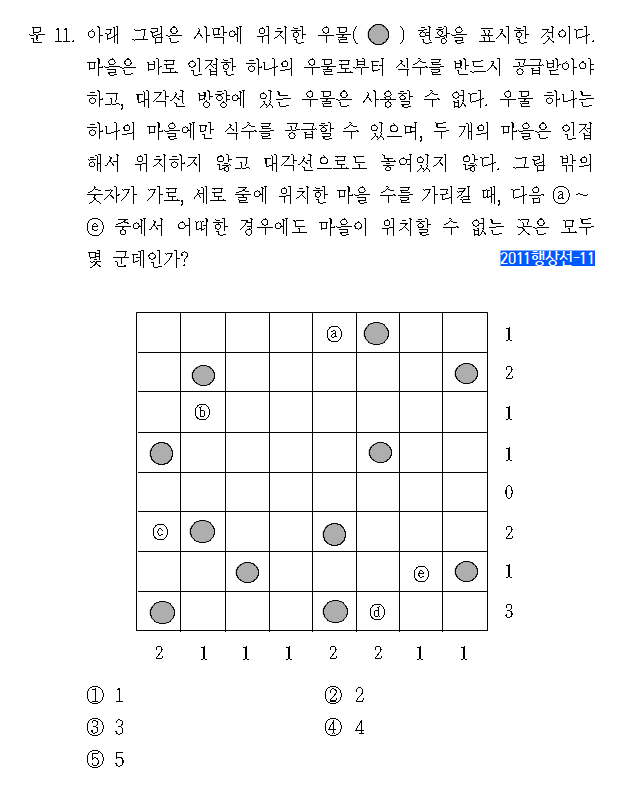 문 11. 아래 그림은 사막에 위치한 우물( ) 현황을 표시한 것이다.
마을은 바로 인접한 하나의 우물로부터 식수를 반드시 공급받아야
하고, 대각선 방향에 있는 우물은 사용할 수 없다. 우물 하나는
하나의 마을에만 식수를 공급할 수 있으며, 두 개의 마을은 인접
해서 위치하지 않고 대각선으로도 놓여있지 않다. 그림 밖의
숫자가 가로, 세로 줄에 위치한 마을 수를 가리킬 때, 다음 ⓐ~
ⓔ 중에서 어떠한 경우에도 마을이 위치할 수 없는 곳은 모두
몇 군데인가? 2011행상선-11
ⓐ 1
2
ⓑ 1
1
0
ⓒ 2
ⓔ 1
ⓓ 3
2 1 1 1 2 2 1 1
① 1 ② 2
③ 3 ④ 4
⑤ 5